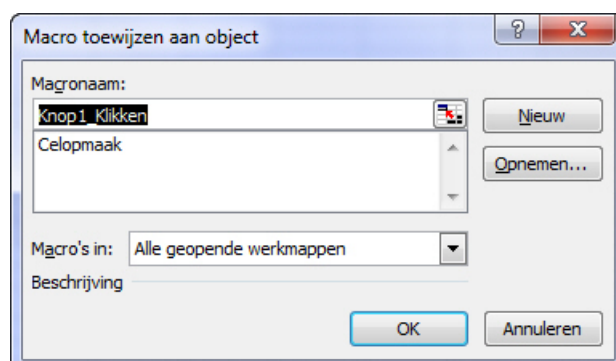 Macro toewijzen aan object
Macronaam:
Knop1_Klikken
Nieuw
Celopmaak
Opnemen...
Macro's in: Alle geopende werkmappen
Beschrijving
OK Annuleren